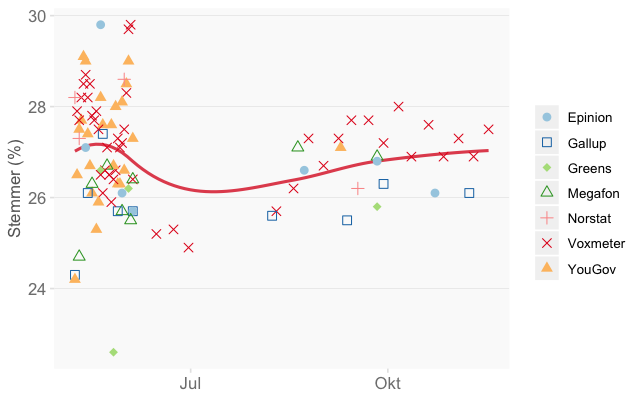 30
28
26
24
Stemmer (%)
Jul
Okt
Epinion
Gallup
Greens
Megafon
Norstat
Voxmeter
YouGov